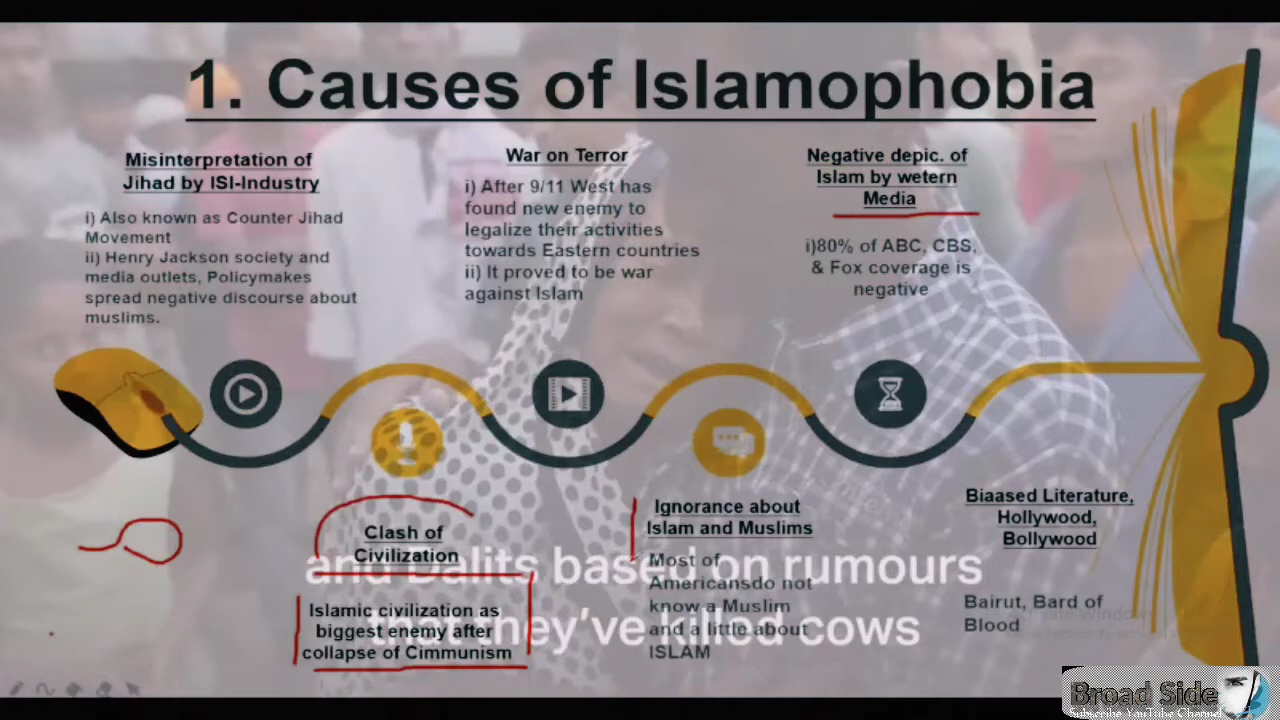 1. Causes of Islamophobia
Misinterpretation of
Jihad by ISI-Industry
i) Also known as Counter Jihad
Movement
ii) Henry Jackson society and
media outlets, Policymakes
spread negative discourse about
muslims.
War on Terror
i) After 9/11 West has
found new enemy to
legalize their activities
towards Eastern countries
ii) It proved to be war
against Islam
Negative depic. of
Islam by wetern
Media
i)80% of ABC, CBS,
& Fox coverage is
negative
Clash of
Civilization
Islamic civilization as
biggest enemy after
collapse of Cimmunism
Ignorance about
Islam and Muslims
Most of
Americansdo not
know a Muslim
and a little about
ISLAM
Biaased Literature,
Hollywood,
Bollywood
Bairut, Bard of
Blood
and Dalits based on rumours
that they've killed cows
Broad Side
Subscribe YouTube Channel